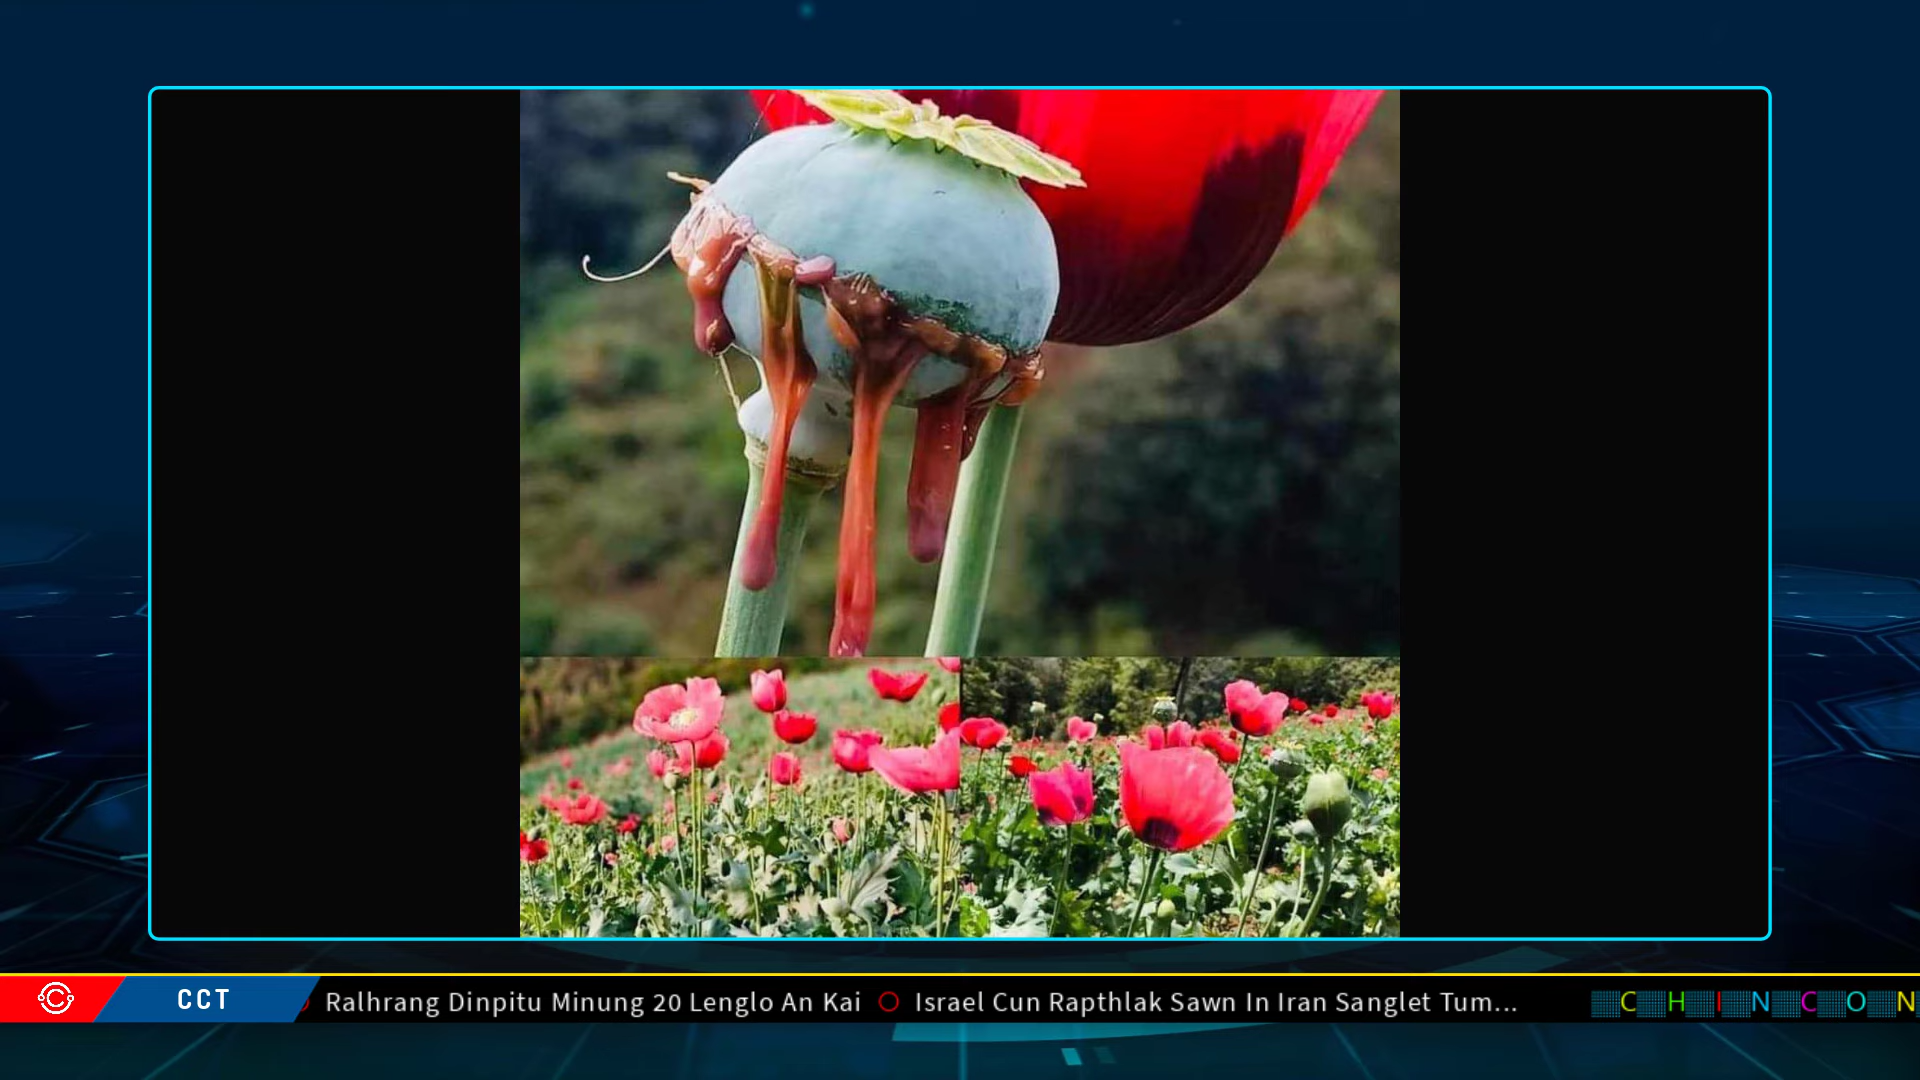 CCT
Ralhrang Dinpitu Minung 20 Lenglo An Kai
Israel Cun Rapthlak Sawn In Iran Sanglet Tum...
CHINCON